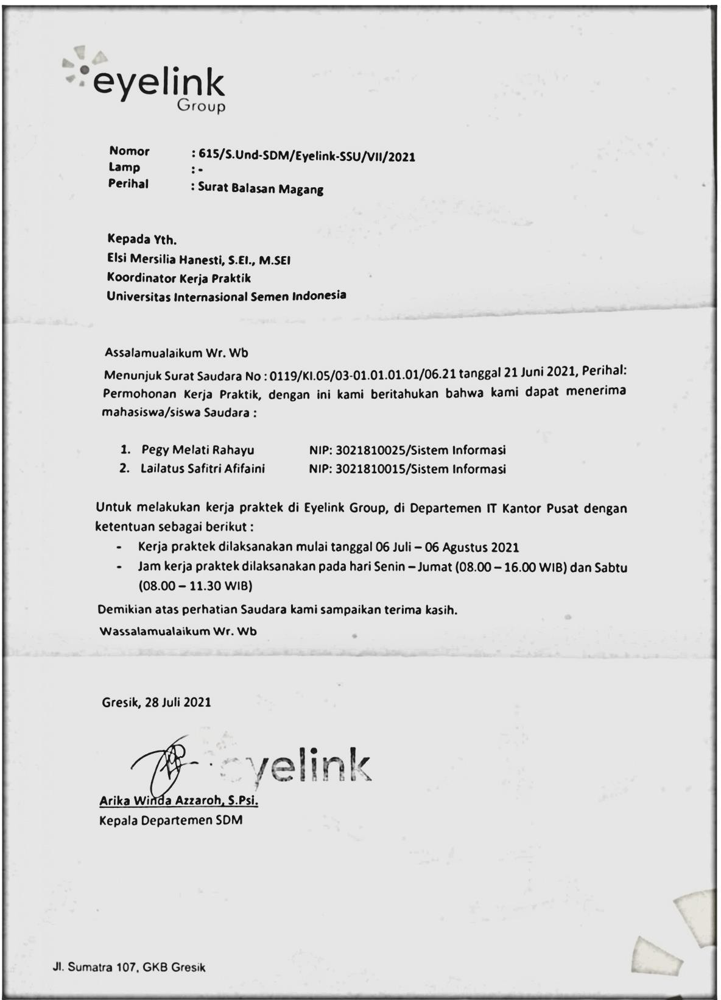 eyelink
Group
Nomor : 615/S.Und-SDM/Eyelink-SSU/VII/2021
Lamp : -
Perihal : Surat Balasan Magang
Kepada Yth.
Elsi Mersilia Hanesti, S.EI., M.SEI
Koordinator Kerja Praktik
Universitas Internasional Semen Indonesia
Assalamualaikum Wr. Wb
Menunjuk Surat Saudara No : 0119/KI.05/03-01.01.01.01/06.21 tanggal 21 Juni 2021, Perihal:
Permohonan Kerja Praktik, dengan ini kami beritahukan bahwa kami dapat menerima
mahasiswa/siswa Saudara :
1. Pegy Melati Rahayu NIP: 3021810025/Sistem Informasi
2. Lailatus Safitri Afifaini NIP: 3021810015/Sistem Informasi
Untuk melakukan kerja praktek di Eyelink Group, di Departemen IT Kantor Pusat dengan
ketentuan sebagai berikut :
- Kerja praktek dilaksanakan mulai tanggal 06 Juli – 06 Agustus 2021
- Jam kerja praktek dilaksanakan pada hari Senin – Jumat (08.00 – 16.00 WIB) dan Sabtu
(08.00 – 11.30 WIB)
Demikian atas perhatian Saudara kami sampaikan terima kasih.
Wassalamualaikum Wr. Wb
Gresik, 28 Juli 2021
eyelink
Arika Winda Azzaroh, S.Psi.
Kepala Departemen SDM
Jl. Sumatra 107, GKB Gresik